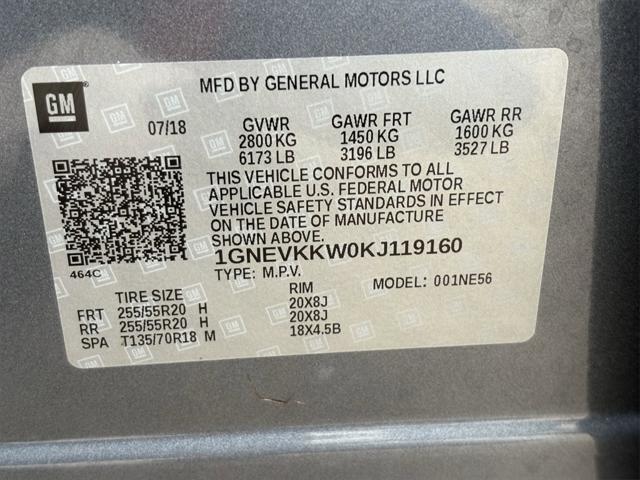 GM
MFD BY GENERAL MOTORS LLC
07/18 GVWR GAWR FRT GAWR RR
2800 KG 1450 KG 1600 KG
6173 LB 3196 LB 3527 LB
THIS VEHICLE CONFORMS TO ALL
APPLICABLE U.S. FEDERAL MOTOR
VEHICLE SAFETY STANDARDS IN EFFECT
ON THE DATE OF MANUFACTURE
SHOWN ABOVE.
1GNEVKKW0KJ119160
464C
TYPE: M.P.V. MODEL: 001NE56
TIRE SIZE RIM
FRT 255/55R20 H 20X8J
RR 255/55R20 H 20X8J
SPA T135/70R18 M 18X4.5B